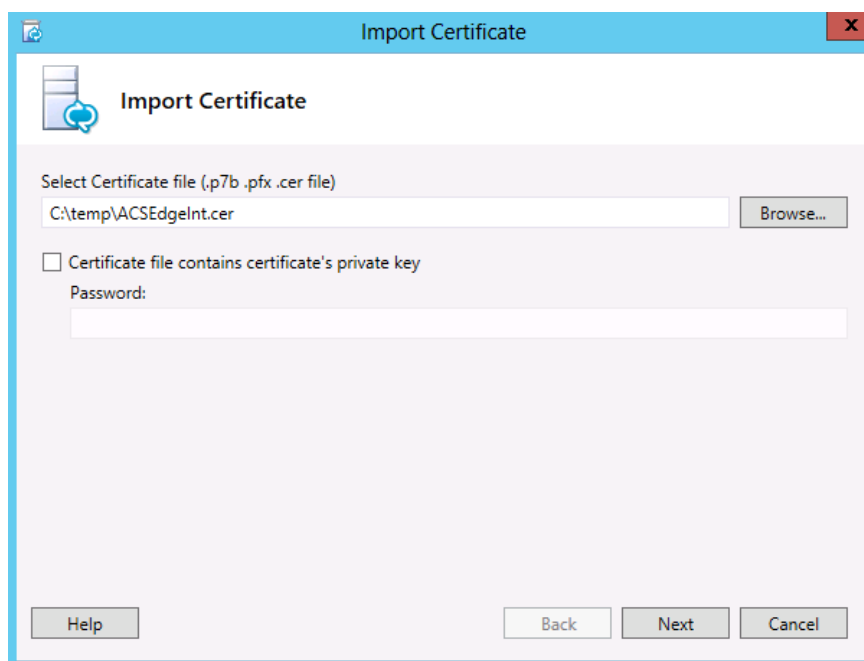 Import Certificate
x
Import Certificate
Select Certificate file (.p7b .pfx .cer file)
C:\temp\ACSEdgeInt.cer
Browse...
Certificate file contains certificate's private key
Password:
Help
Back
Next
Cancel